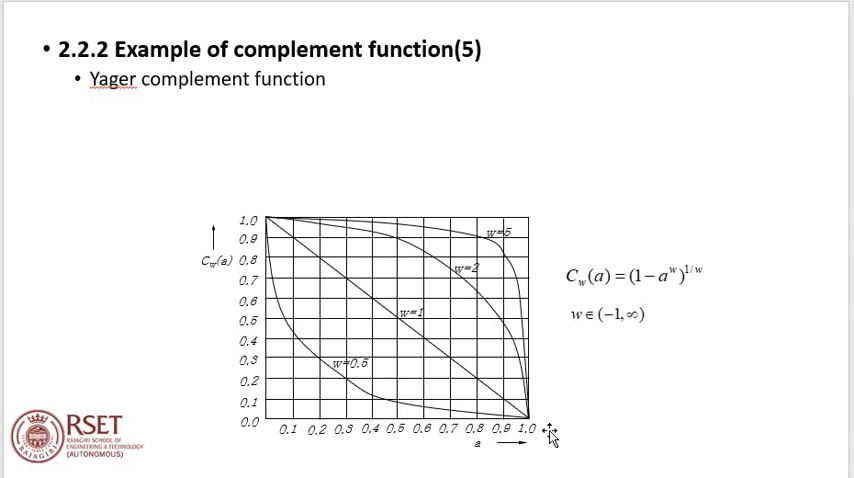 • 2.2.2 Example of complement function(5)
• Yager complement function
1.0
0.9
C_w(a) 0.8
0.7
0.6
0.5
0.4
0.3
0.2
0.1
0.0
w=5
w=2
w=1
w=0.5
0.1 0.2 0.3 0.4 0.5 0.6 0.7 0.8 0.9 1.0
a
C_w(a) = (1 − a^w)^{1/w}
w ∈ (−1, ∞)
RSET
RAJAGIRI SCHOOL OF
ENGINEERING & TECHNOLOGY
(AUTONOMOUS)
RAJAGIRI